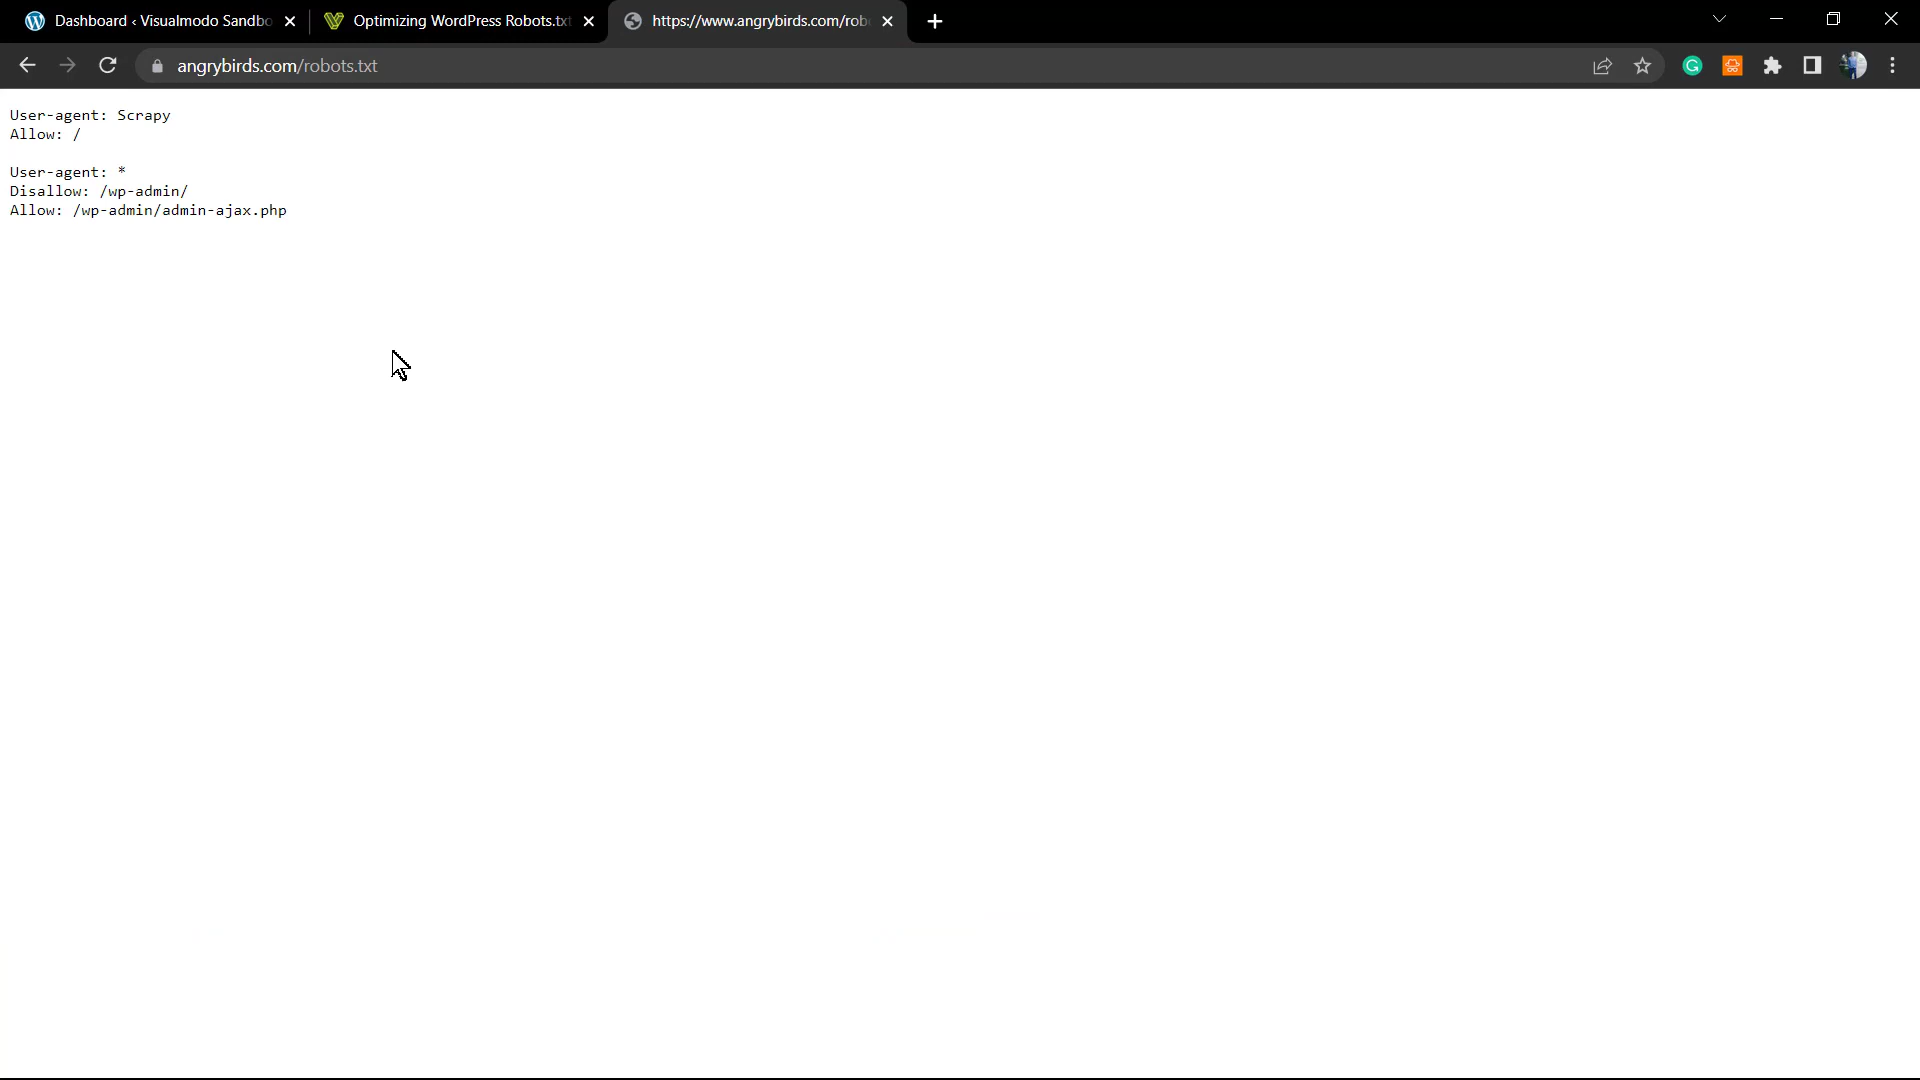 Dashboard ‹ Visualmodo Sandbo
Optimizing WordPress Robots.txt
https://www.angrybirds.com/rob
angrybirds.com/robots.txt
User-agent: Scrapy
Allow: /
User-agent: *
Disallow: /wp-admin/
Allow: /wp-admin/admin-ajax.php